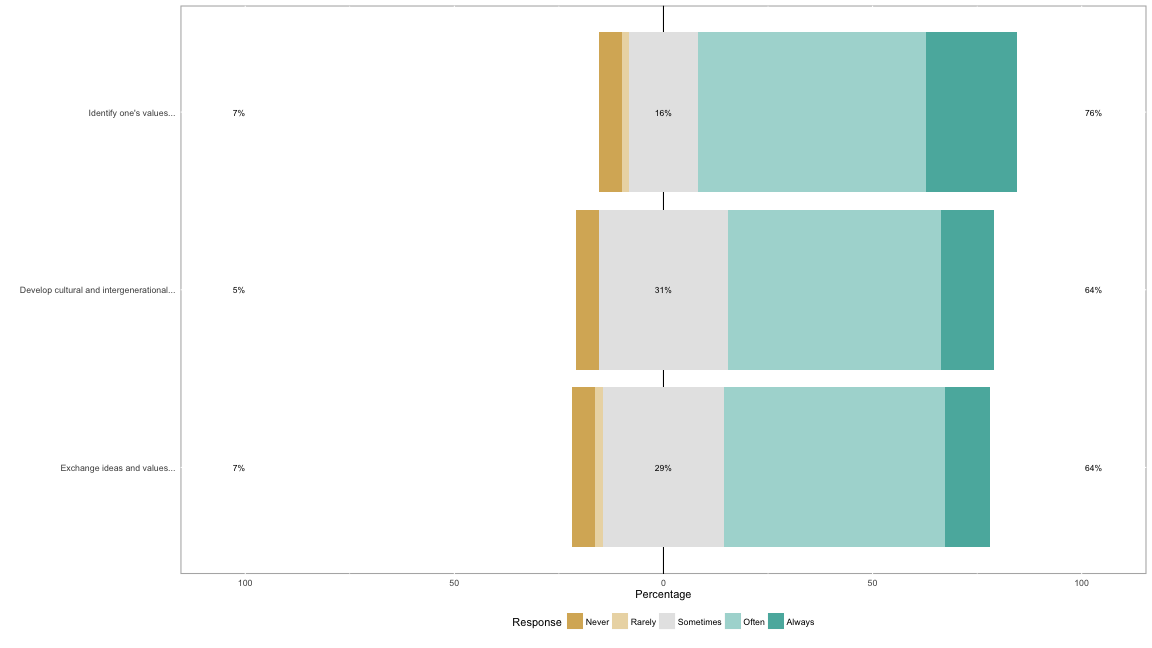 Identify one's values... 7% 16% 76%
Develop cultural and intergenerational... 5% 31% 64%
Exchange ideas and values... 7% 29% 64%
100 50 0 50 100
Percentage
Response Never Rarely Sometimes Often Always